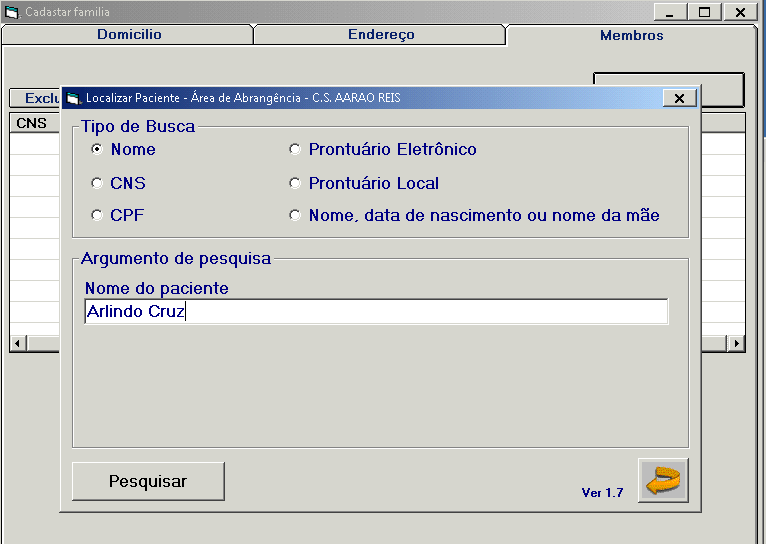 Cadastar familia
Domicilio
Endereço
Membros
Exclu
CNS
Localizar Paciente - Área de Abrangência - C.S. AARAO REIS
Tipo de Busca
Nome
Prontuário Eletrônico
CNS
Prontuário Local
CPF
Nome, data de nascimento ou nome da mãe
Argumento de pesquisa
Nome do paciente
Arlindo Cruz
Pesquisar
Ver 1.7